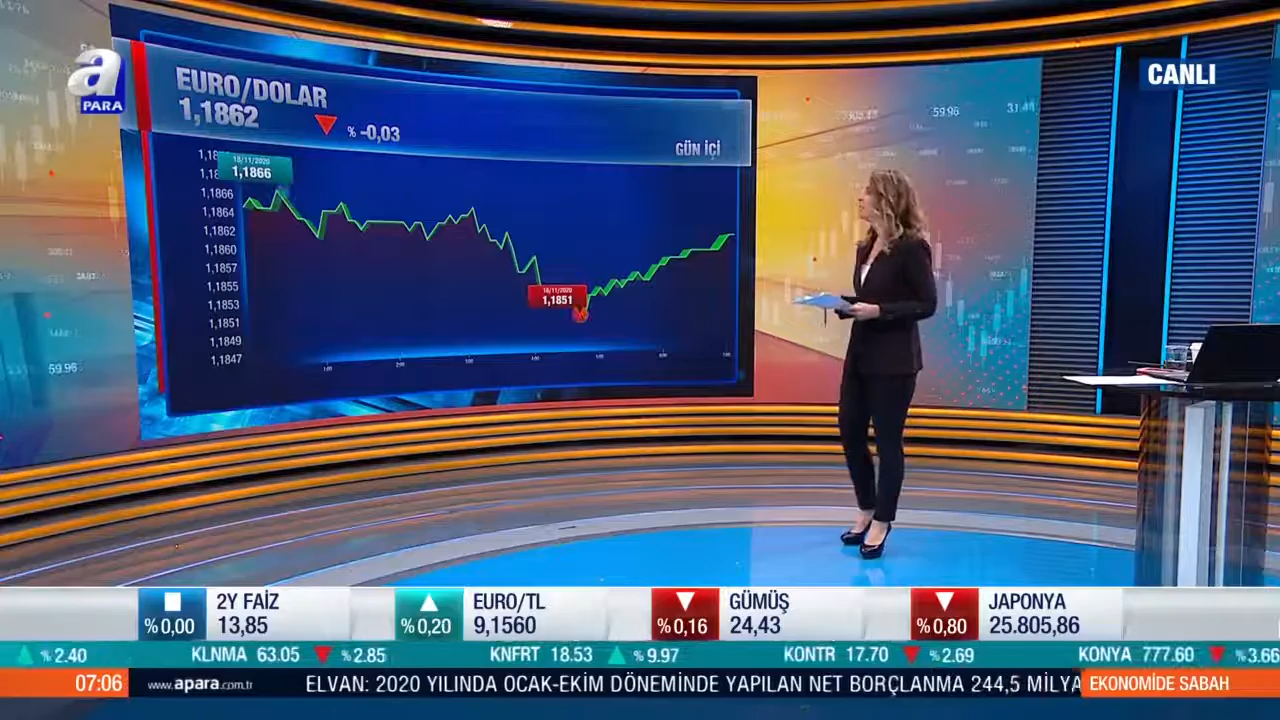 a
PARA
CANLI
EURO/DOLAR
1,1862
% -0,03
GÜN İÇİ
18/11/2020
1,1866
1,1866
1,1864
1,1862
1,1860
1,1857
1,1855
1,1853
1,1851
1,1849
1,1847
18/11/2020
1,1851
59.96
59.96
2Y FAİZ
% 0,00
13,85
EURO/TL
% 0,20
9,1560
GÜMÜŞ
% 0,16
24,43
JAPONYA
% 0,80
25.805,86
% 2.40 KLNMA 63.05 % 2.85 KNFRT 18.53 % 9.97 KONTR 17.70 % 2.69 KONYA 777.60 % 3.66
07:06 www.apara.com.tr ELVAN: 2020 YILINDA OCAK-EKİM DÖNEMİNDE YAPILAN NET BORÇLANMA 244,5 MİLYA EKONOMİDE SABAH